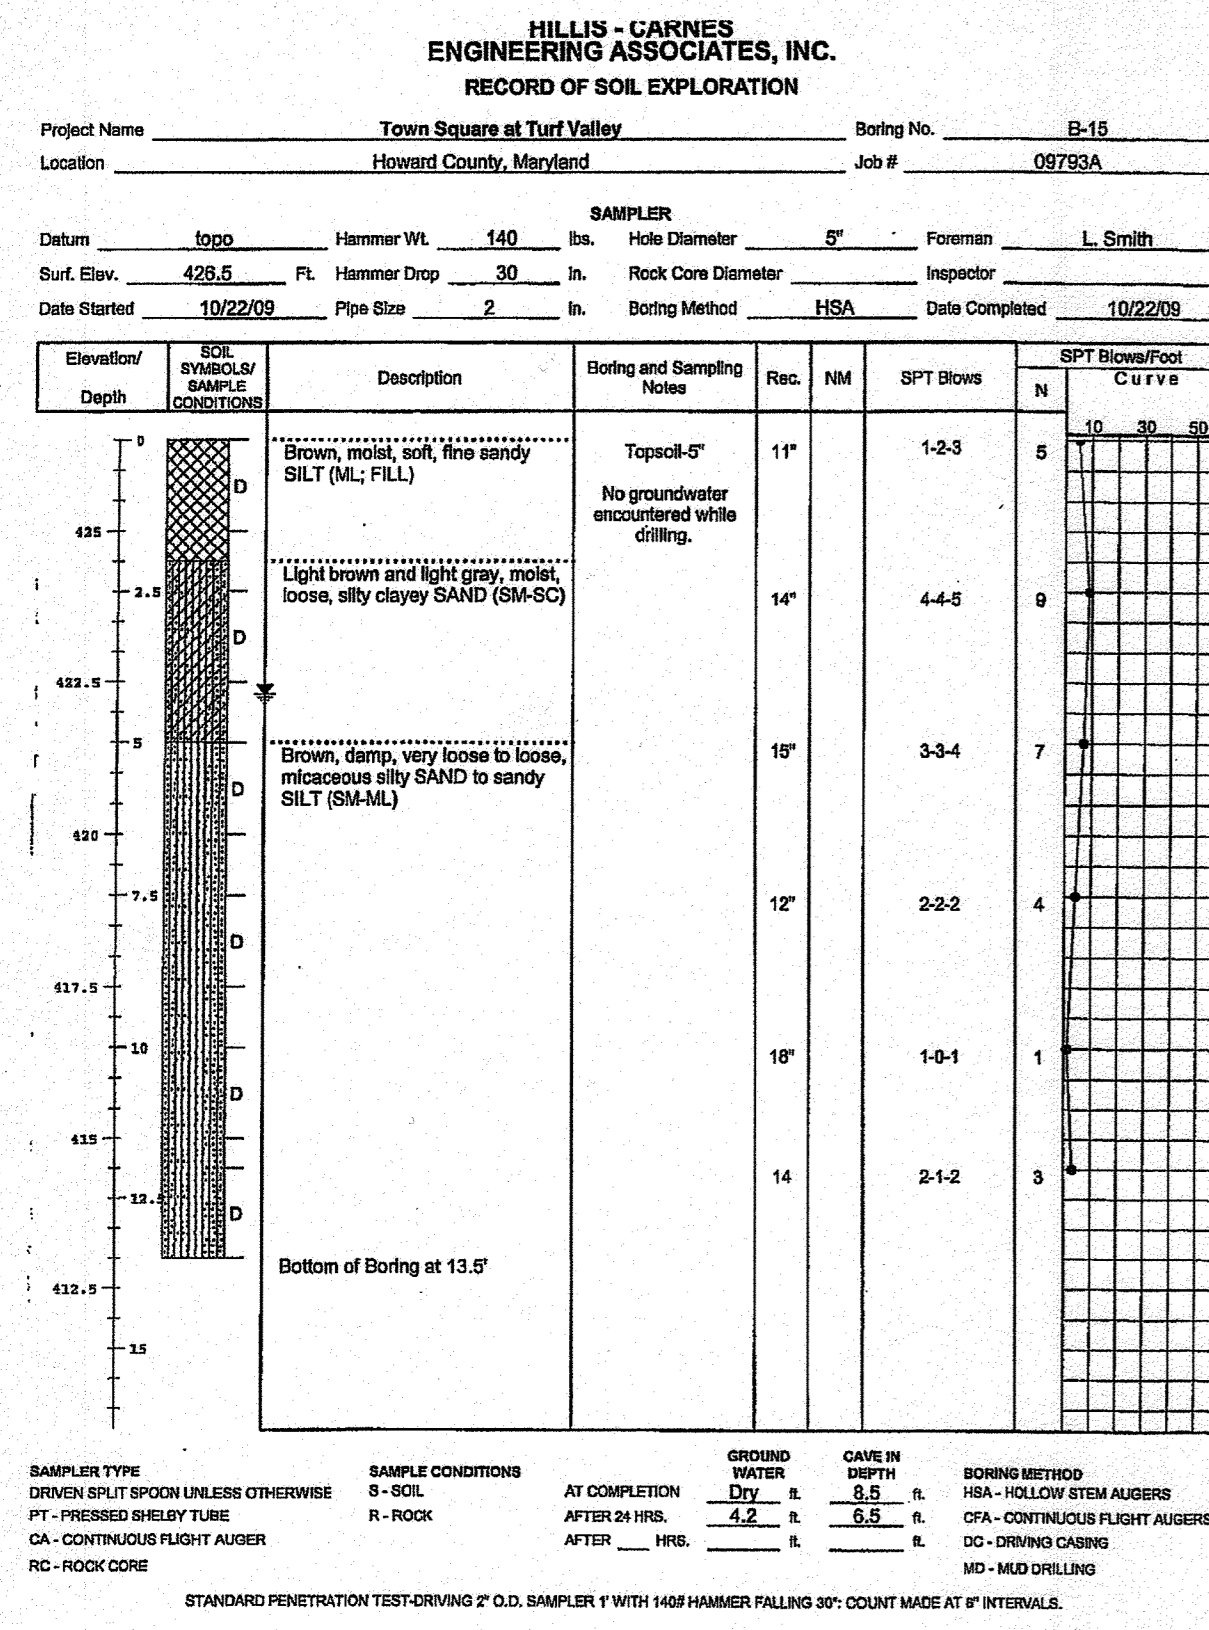 HILLIS - CARNES
ENGINEERING ASSOCIATES, INC.
RECORD OF SOIL EXPLORATION
Project Name Town Square at Turf Valley Boring No. B-15
Location Howard County, Maryland Job # 09793A
SAMPLER
Datum topo Hammer Wt. 140 lbs. Hole Diameter 5" Foreman L. Smith
Surf. Elev. 426.5 Ft. Hammer Drop 30 in. Rock Core Diameter Inspector
Date Started 10/22/09 Pipe Size 2 in. Boring Method HSA Date Completed 10/22/09
Elevation/
Depth
SOIL
SYMBOLS/
SAMPLE
CONDITIONS
Description
Boring and Sampling
Notes
Rec.
NM
SPT Blows
SPT Blows/Foot
Curve
N
10 30 50
0
Brown, moist, soft, fine sandy
SILT (ML; FILL)
Topsoil-5"
11"
1-2-3
5
D
No groundwater
encountered while
drilling.
425
Light brown and light gray, moist,
loose, silty clayey SAND (SM-SC)
2.5
14"
4-4-5
9
D
422.5
5
Brown, damp, very loose to loose,
micaceous silty SAND to sandy
SILT (SM-ML)
15"
3-3-4
7
D
420
7.5
12"
2-2-2
4
D
417.5
10
18"
1-0-1
1
D
415
14
2-1-2
3
12.5
D
Bottom of Boring at 13.5'
412.5
15
SAMPLER TYPE
DRIVEN SPLIT SPOON UNLESS OTHERWISE
PT - PRESSED SHELBY TUBE
CA - CONTINUOUS FLIGHT AUGER
RC - ROCK CORE
SAMPLE CONDITIONS
S - SOIL
R - ROCK
GROUND
WATER
CAVE IN
DEPTH
AT COMPLETION Dry ft. 8.5 ft.
AFTER 24 HRS. 4.2 ft. 6.5 ft.
AFTER ___ HRS. ft. ft.
BORING METHOD
HSA - HOLLOW STEM AUGERS
CFA - CONTINUOUS FLIGHT AUGERS
DC - DRIVING CASING
MD - MUD DRILLING
STANDARD PENETRATION TEST-DRIVING 2" O.D. SAMPLER 1' WITH 140# HAMMER FALLING 30": COUNT MADE AT 6" INTERVALS.